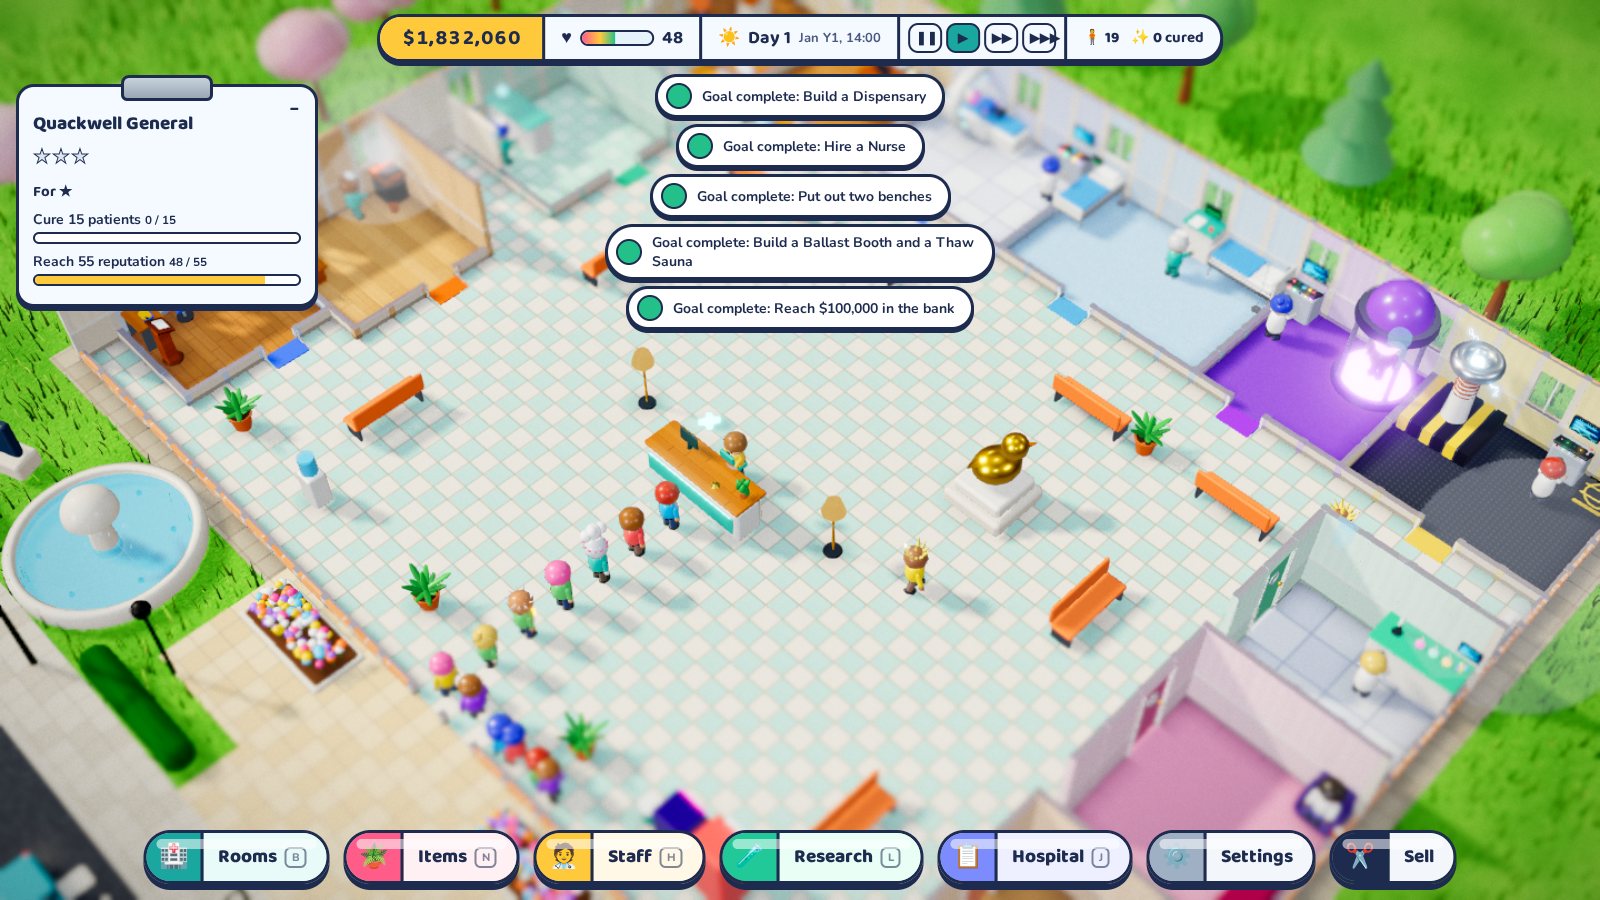 $1,832,060
48
Day 1 Jan Y1, 14:00
19
0 cured
Quackwell General
For ★
Cure 15 patients 0 / 15
Reach 55 reputation 48 / 55
Goal complete: Build a Dispensary
Goal complete: Hire a Nurse
Goal complete: Put out two benches
Goal complete: Build a Ballast Booth and a Thaw
Sauna
Goal complete: Reach $100,000 in the bank
Rooms B
Items N
Staff H
Research L
Hospital J
Settings
Sell